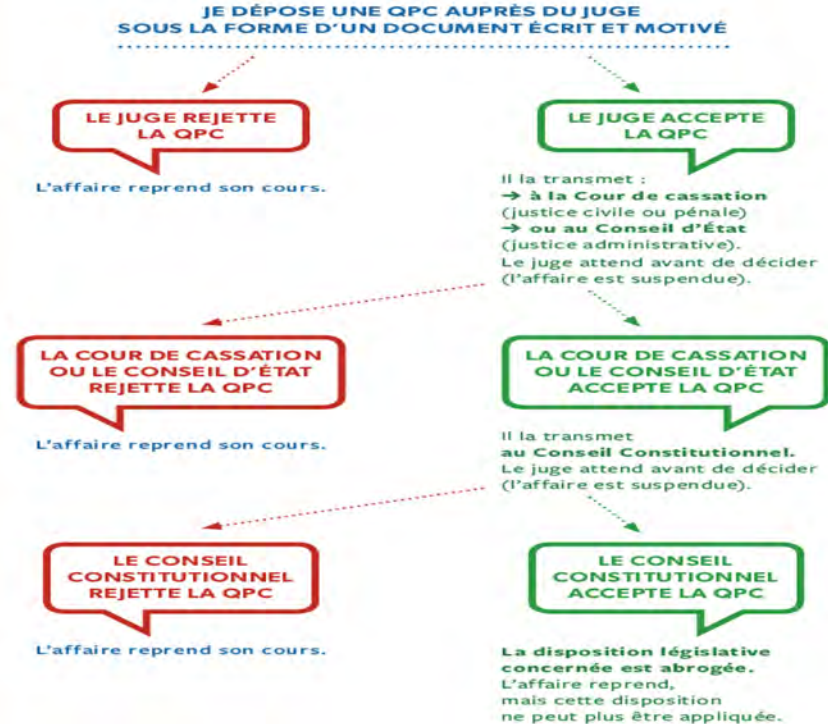 JE DÉPOSE UNE QPC AUPRÈS DU JUGE
SOUS LA FORME D'UN DOCUMENT ÉCRIT ET MOTIVÉ
LE JUGE REJETTE
LA QPC
L'affaire reprend son cours.
LE JUGE ACCEPTE
LA QPC
Il la transmet :
→ à la Cour de cassation
(justice civile ou pénale)
→ ou au Conseil d'État
(justice administrative).
Le juge attend avant de décider
(l'affaire est suspendue).
LA COUR DE CASSATION
OU LE CONSEIL D'ÉTAT
REJETTE LA QPC
L'affaire reprend son cours.
LA COUR DE CASSATION
OU LE CONSEIL D'ÉTAT
ACCEPTE LA QPC
Il la transmet
au Conseil Constitutionnel.
Le juge attend avant de décider
(l'affaire est suspendue).
LE CONSEIL
CONSTITUTIONNEL
REJETTE LA QPC
L'affaire reprend son cours.
LE CONSEIL
CONSTITUTIONNEL
ACCEPTE LA QPC
La disposition législative
concernée est abrogée.
L'affaire reprend,
mais cette disposition
ne peut plus être appliquée.